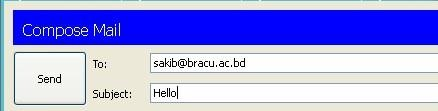 Compose Mail
Send
To: sakib@bracu.ac.bd
Subject: Hello